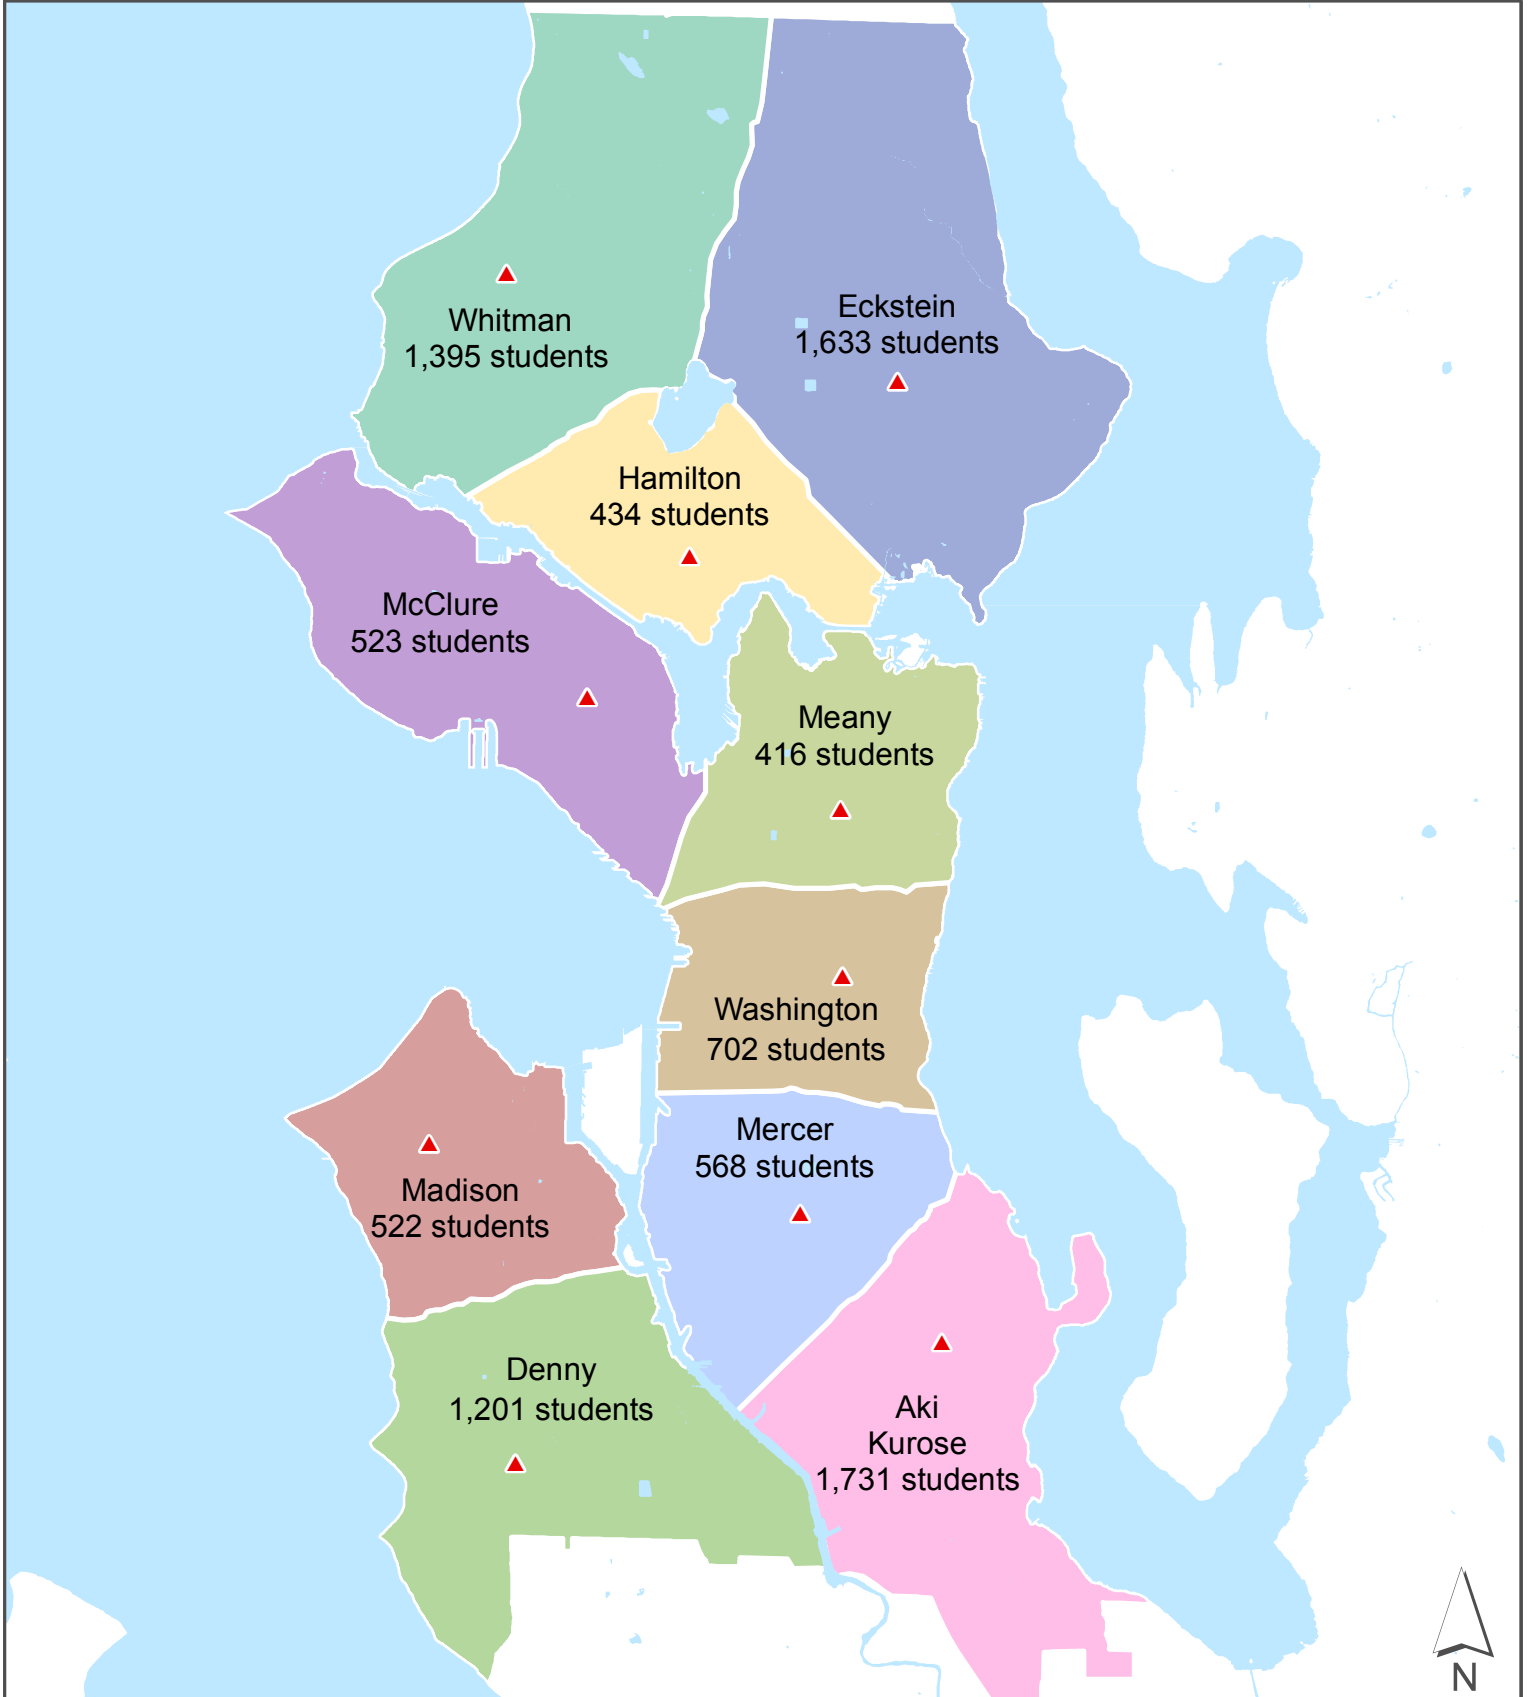 Whitman
1,395 students
Eckstein
1,633 students
Hamilton
434 students
McClure
523 students
Meany
416 students
Washington
702 students
Mercer
568 students
Madison
522 students
Denny
1,201 students
Aki
Kurose
1,731 students
N